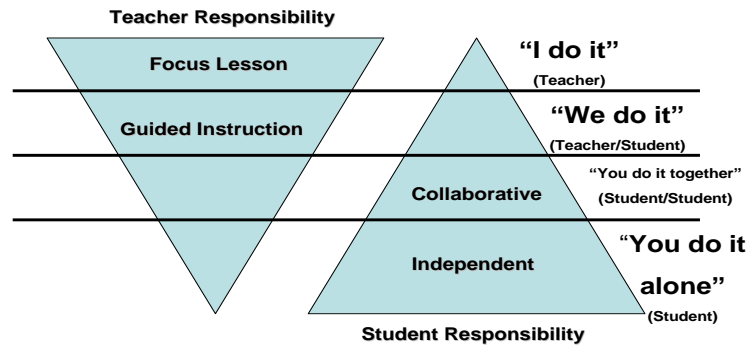 Teacher Responsibility
Focus Lesson
“I do it”
(Teacher)
Guided Instruction
“We do it”
(Teacher/Student)
Collaborative
“You do it together”
(Student/Student)
Independent
“You do it
alone”
(Student)
Student Responsibility